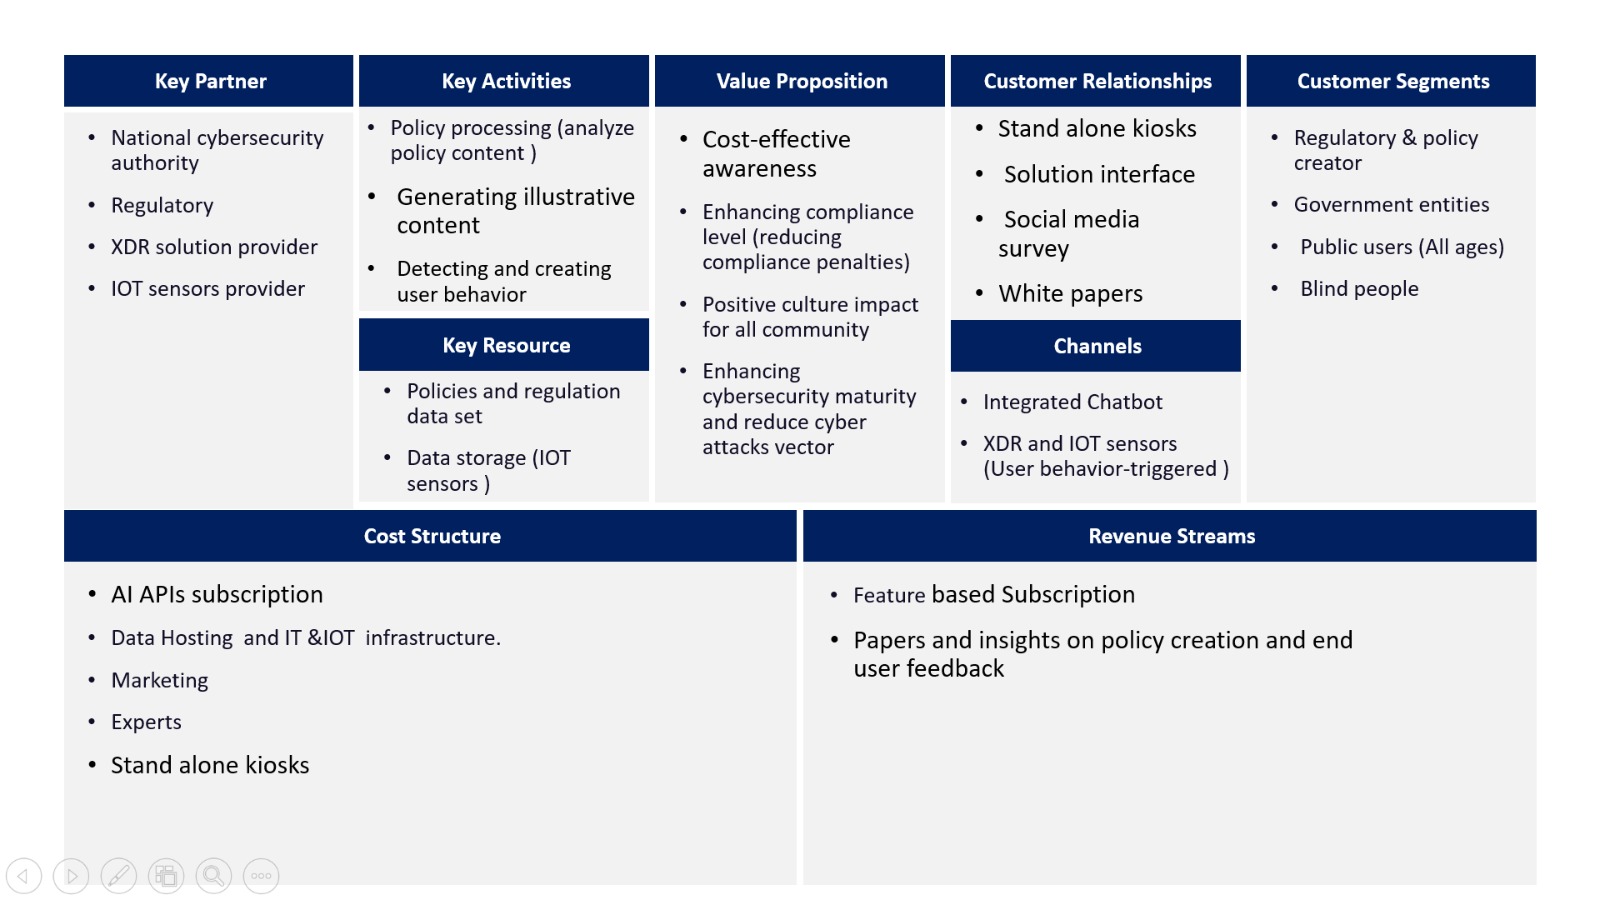 Key Partner
• National cybersecurity
authority
• Regulatory
• XDR solution provider
• IOT sensors provider
Key Activities
• Policy processing (analyze
policy content )
• Generating illustrative
content
• Detecting and creating
user behavior
Key Resource
• Policies and regulation
data set
• Data storage (IOT
sensors )
Value Proposition
• Cost-effective
awareness
• Enhancing compliance
level (reducing
compliance penalties)
• Positive culture impact
for all community
• Enhancing
cybersecurity maturity
and reduce cyber
attacks vector
Customer Relationships
• Stand alone kiosks
• Solution interface
• Social media
survey
• White papers
Channels
• Integrated Chatbot
• XDR and IOT sensors
(User behavior-triggered )
Customer Segments
• Regulatory & policy
creator
• Government entities
• Public users (All ages)
• Blind people
Cost Structure
• AI APIs subscription
• Data Hosting and IT &IOT infrastructure.
• Marketing
• Experts
• Stand alone kiosks
Revenue Streams
• Feature based Subscription
• Papers and insights on policy creation and end
user feedback